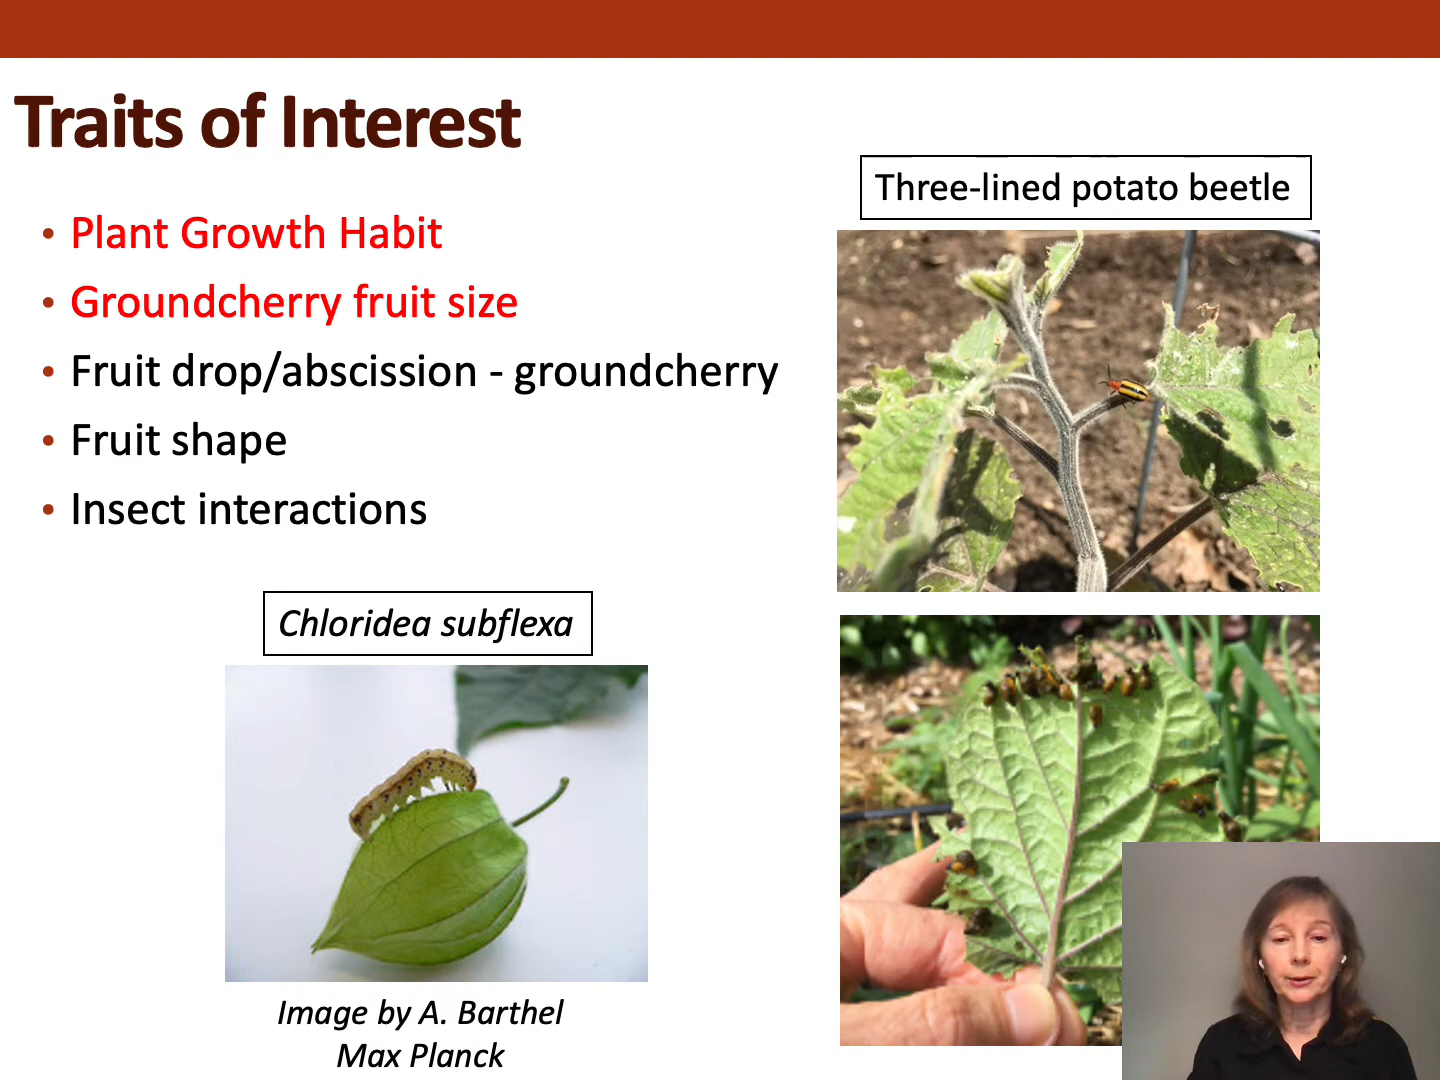 Traits of Interest
• Plant Growth Habit
• Groundcherry fruit size
• Fruit drop/abscission - groundcherry
• Fruit shape
• Insect interactions
Three-lined potato beetle
Chloridea subflexa
Image by A. Barthel
Max Planck